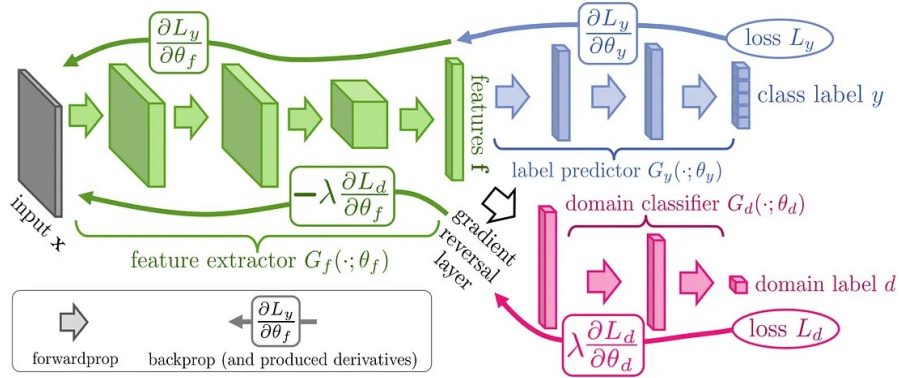 ∂L_y/∂θ_f
∂L_y/∂θ_y
loss L_y
features f
class label y
label predictor G_y(·; θ_y)
−λ ∂L_d/∂θ_f
input x
feature extractor G_f(·; θ_f)
gradient
reversal
layer
domain classifier G_d(·; θ_d)
domain label d
λ ∂L_d/∂θ_d
loss L_d
∂L_y/∂θ_f
forwardprop
backprop (and produced derivatives)